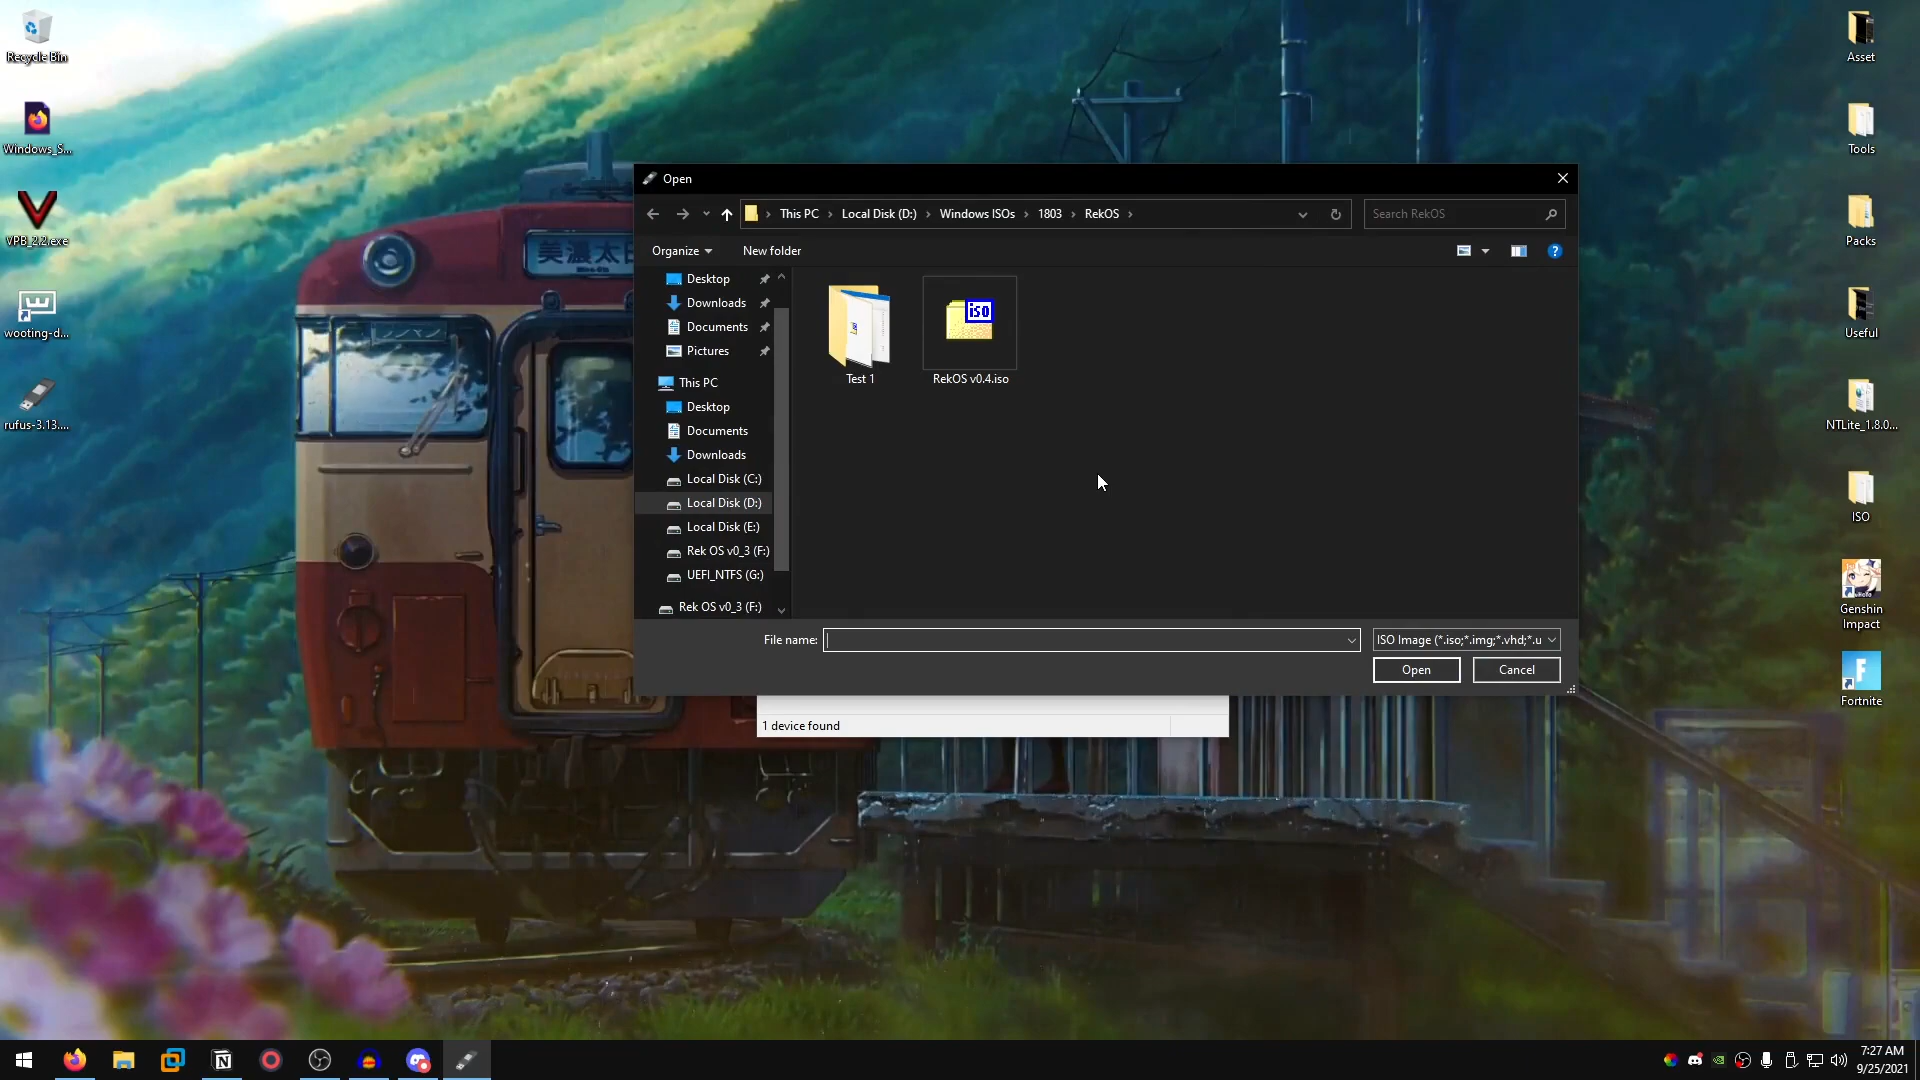 Recycle Bin
Windows_S...
VPB_2.2.exe
wooting-d...
rufus-3.13....
美濃太田
Open
This PC
Local Disk (D:)
Windows ISOs
1803
RekOS
Search RekOS
Organize
New folder
Desktop
Downloads
Documents
Pictures
This PC
Desktop
Documents
Downloads
Local Disk (C:)
Local Disk (D:)
Local Disk (E:)
Rek OS v0_3 (F:)
UEFI_NTFS (G:)
Rek OS v0_3 (F:)
Test 1
iso
RekOS v0.4.iso
File name:
ISO Image (*.iso;*.img;*.vhd;*.u
Open
Cancel
1 device found
Asset
Tools
Packs
Useful
NTLite_1.8.0...
ISO
Genshin
Impact
Fortnite
7:27 AM
9/25/2021